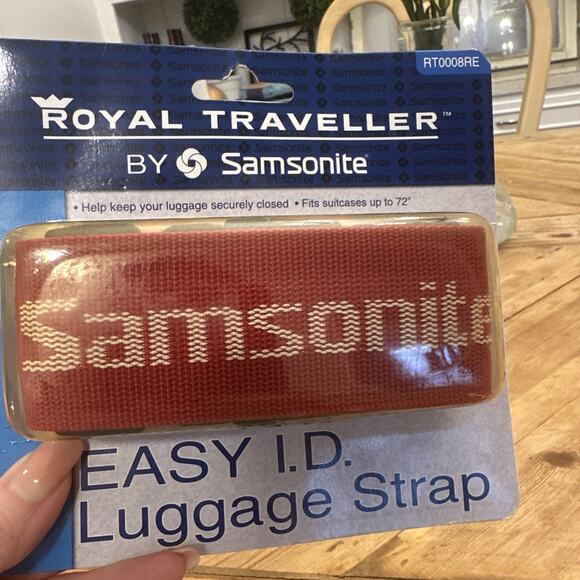 RT0008RE
ROYAL TRAVELLER™
BY Samsonite
• Help keep your luggage securely closed • Fits suitcases up to 72"
Samsonite
EASY I.D.
Luggage Strap